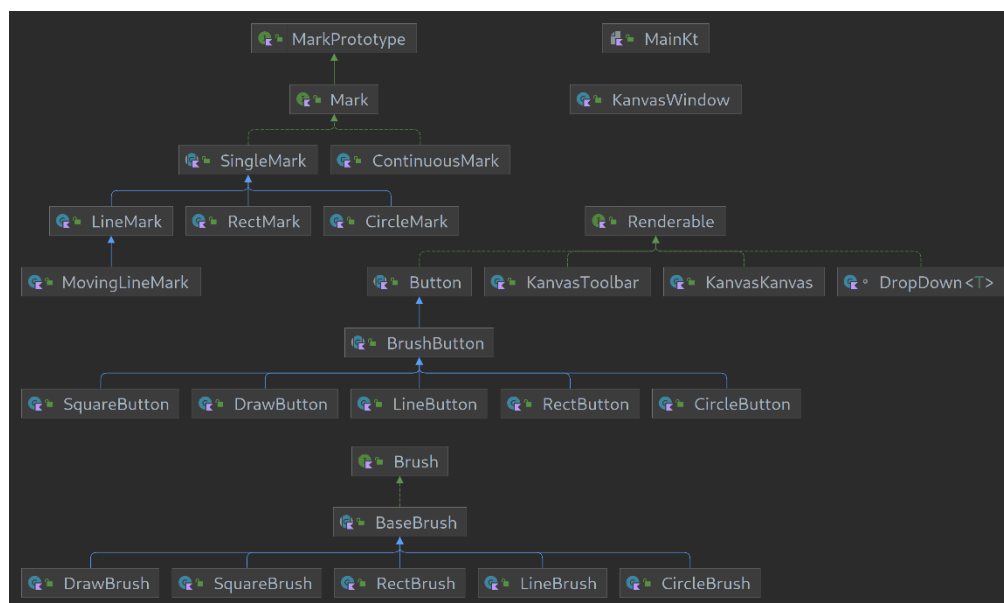 MarkPrototype MainKt
Mark KanvasWindow
SingleMark ContinuousMark
LineMark RectMark CircleMark Renderable
MovingLineMark Button KanvasToolbar KanvasKanvas DropDown<T>
BrushButton
SquareButton DrawButton LineButton RectButton CircleButton
Brush
BaseBrush
DrawBrush SquareBrush RectBrush LineBrush CircleBrush